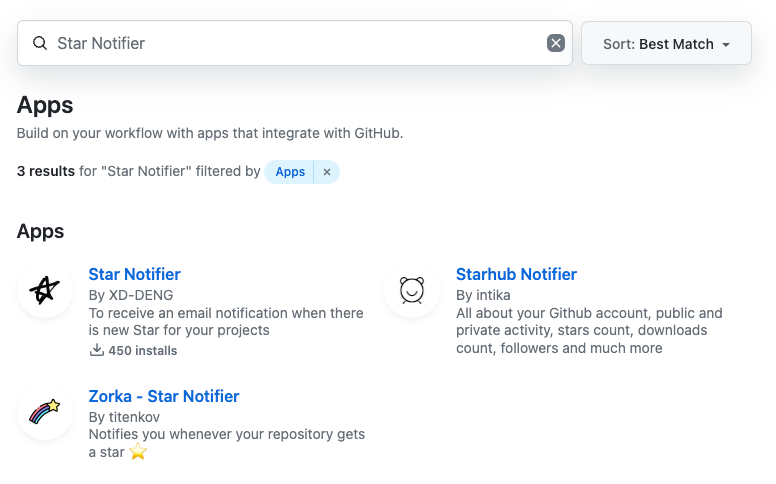 Star Notifier
Sort: Best Match
Apps
Build on your workflow with apps that integrate with GitHub.
3 results for "Star Notifier" filtered by Apps ×
Apps
Star Notifier
By XD-DENG
To receive an email notification when there
is new Star for your projects
450 installs
Starhub Notifier
By intika
All about your Github account, public and
private activity, stars count, downloads
count, followers and much more
Zorka - Star Notifier
By titenkov
Notifies you whenever your repository gets
a star ⭐